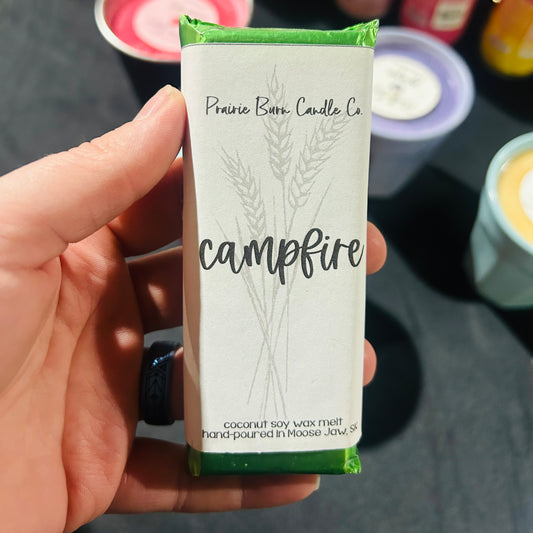 Prairie Burn Candle Co.
campfire
coconut soy wax melt
hand-poured in Moose Jaw, SK